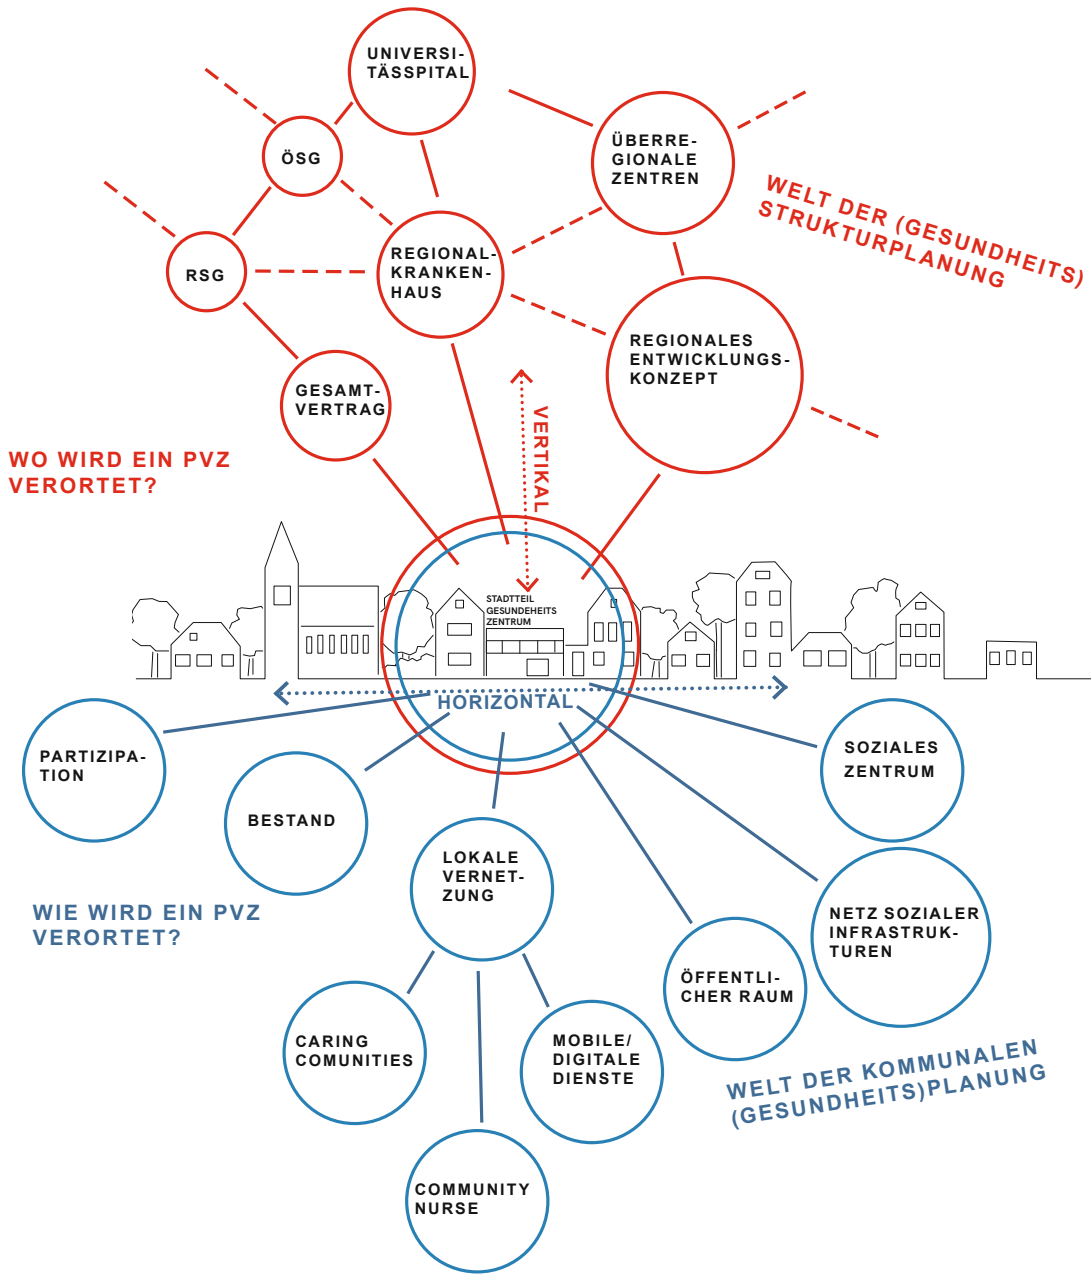 UNIVERSI-
TÄSSPITAL
ÖSG
ÜBERRE-
GIONALE
ZENTREN
WELT DER (GESUNDHEITS)
STRUKTURPLANUNG
RSG
REGIONAL-
KRANKEN-
HAUS
REGIONALES
ENTWICKLUNGS-
KONZEPT
GESAMT-
VERTRAG
VERTIKAL
WO WIRD EIN PVZ
VERORTET?
STADTTEIL
GESUNDEHEITS
ZENTRUM
HORIZONTAL
PARTIZIPA-
TION
SOZIALES
ZENTRUM
BESTAND
LOKALE
VERNET-
ZUNG
WIE WIRD EIN PVZ
VERORTET?
NETZ SOZIALER
INFRASTRUK-
TUREN
ÖFFENTLI-
CHER RAUM
CARING
COMUNITIES
MOBILE/
DIGITALE
DIENSTE
WELT DER KOMMUNALEN
(GESUNDHEITS)PLANUNG
COMMUNITY
NURSE